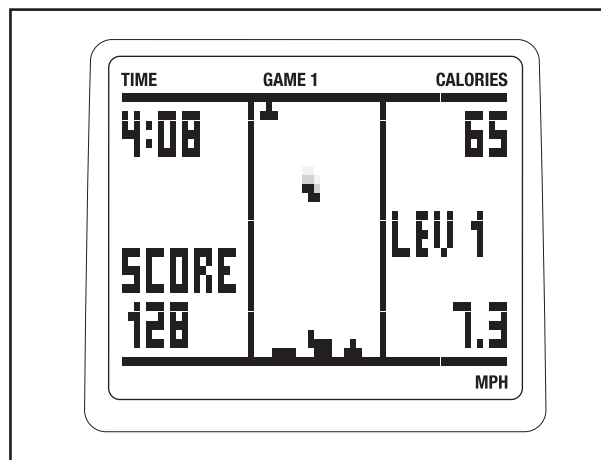 TIME GAME 1 CALORIES
4:08 65
LEV 1
SCORE
128 7.3
MPH